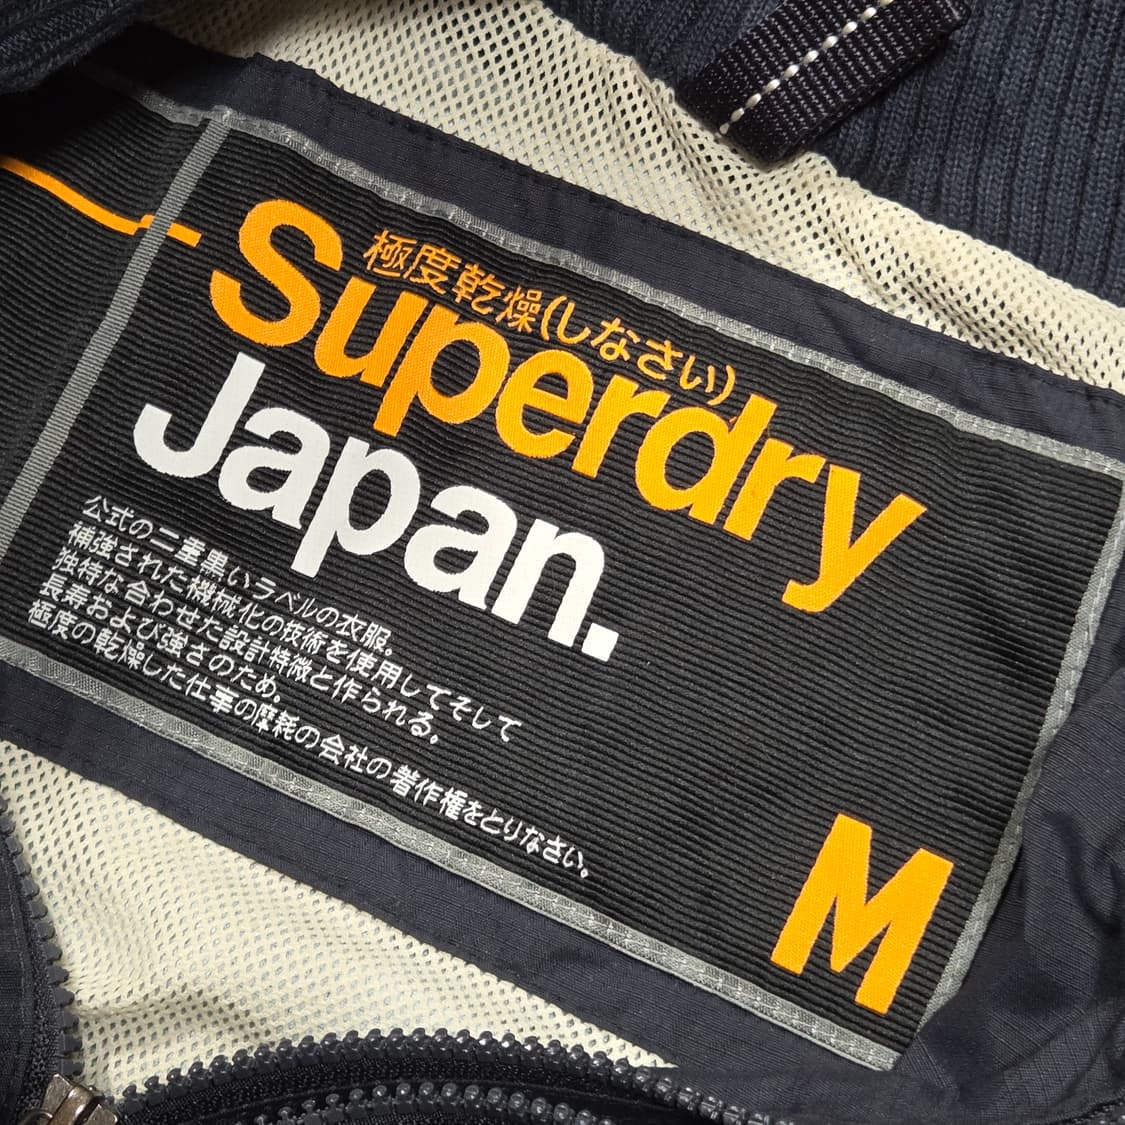 極度乾燥(しなさい)
Superdry
Japan.
公式の二重黒いラベルの衣服。
補強された機械化の技術を使用してそして
独特な合わせた設計特徴と作られる。
長寿および強さのため。
極度の乾燥した仕事の摩耗の会社の著作権をとりなさい。
M